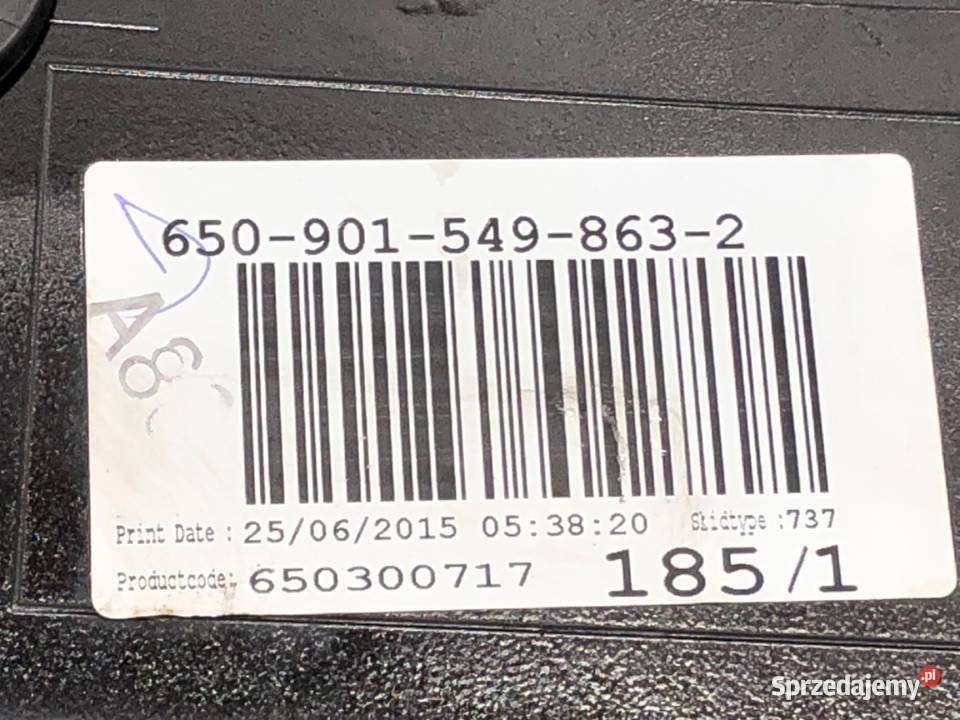 650-901-549-863-2
A8
Print Date : 25/06/2015 05:38:20 Skidtype :737
Productcode: 650300717 185/1
Sprzedajemy.pl